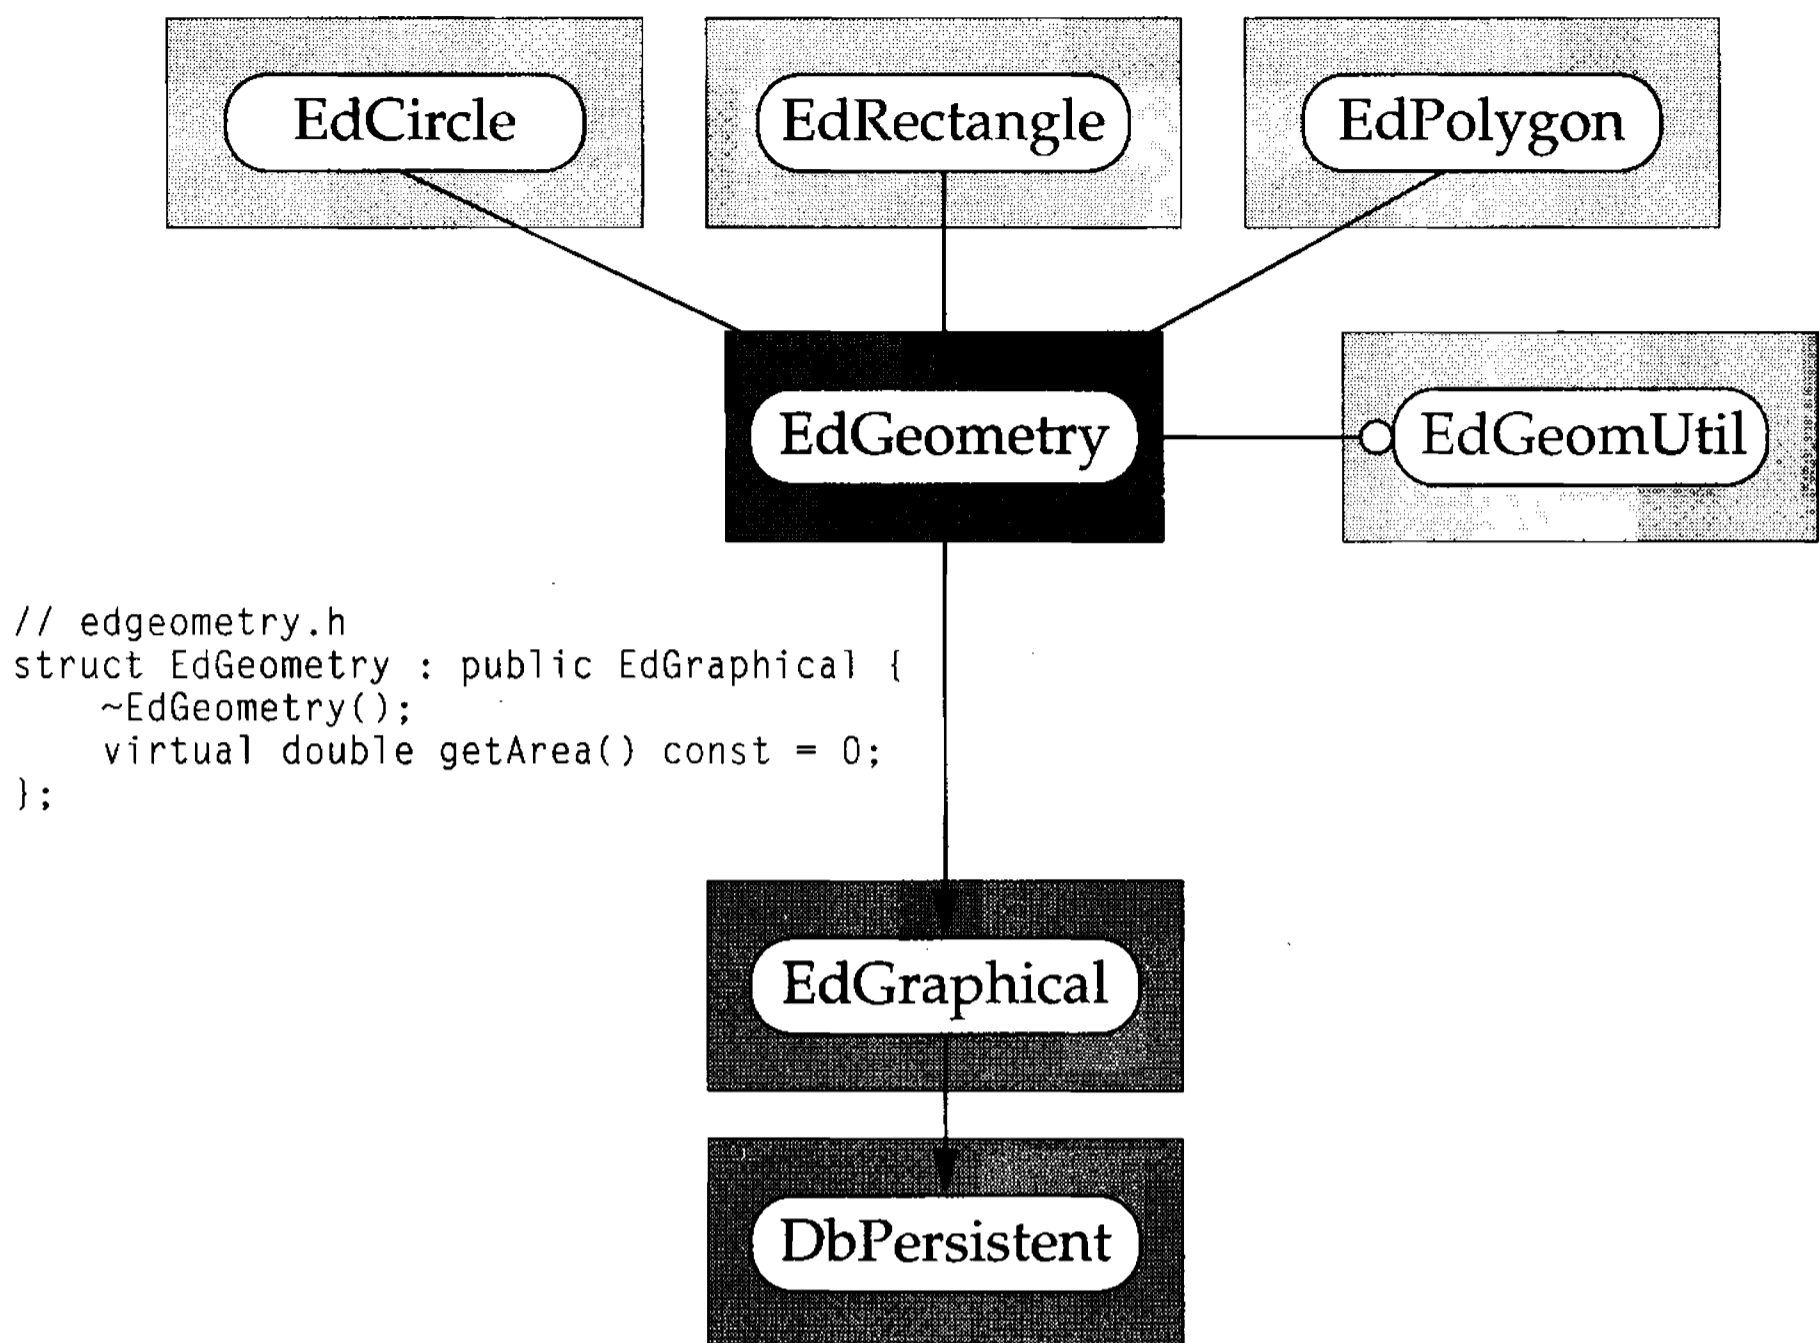 EdCircle
EdRectangle
EdPolygon
EdGeometry
EdGeomUtil
// edgeometry.h
struct EdGeometry : public EdGraphical {
    ~EdGeometry();
    virtual double getArea() const = 0;
};
EdGraphical
DbPersistent